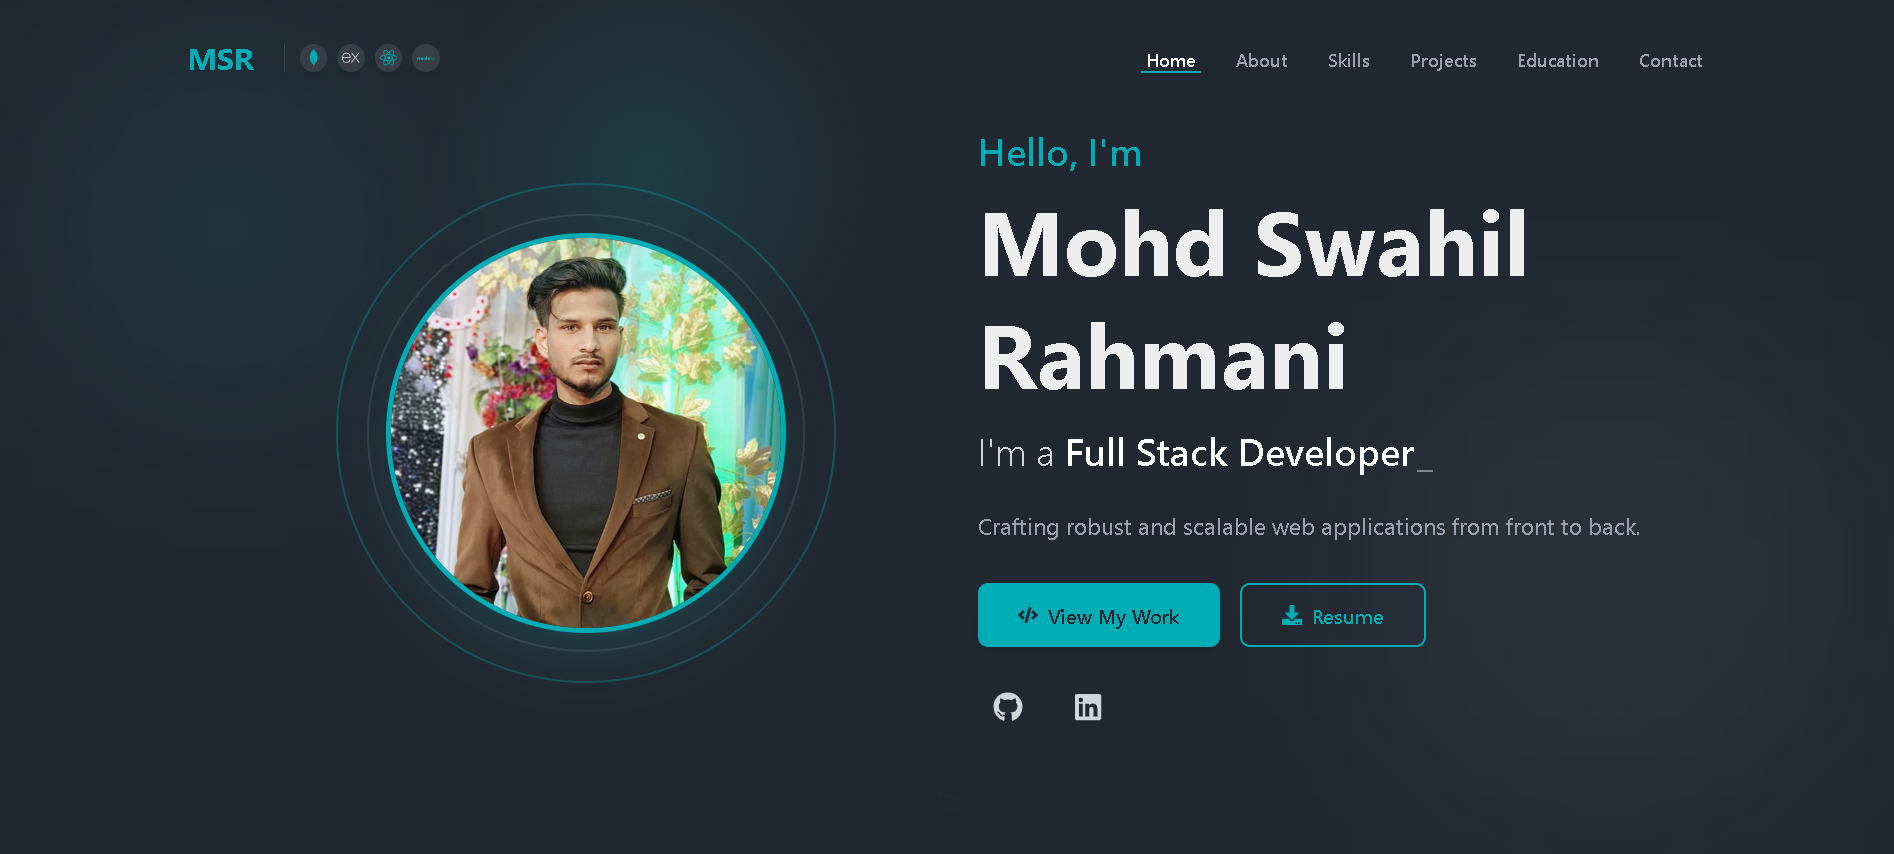 MSR
ex
Home About Skills Projects Education Contact
Hello, I'm
Mohd Swahil
Rahmani
I'm a Full Stack Developer_
Crafting robust and scalable web applications from front to back.
</> View My Work
Resume
in